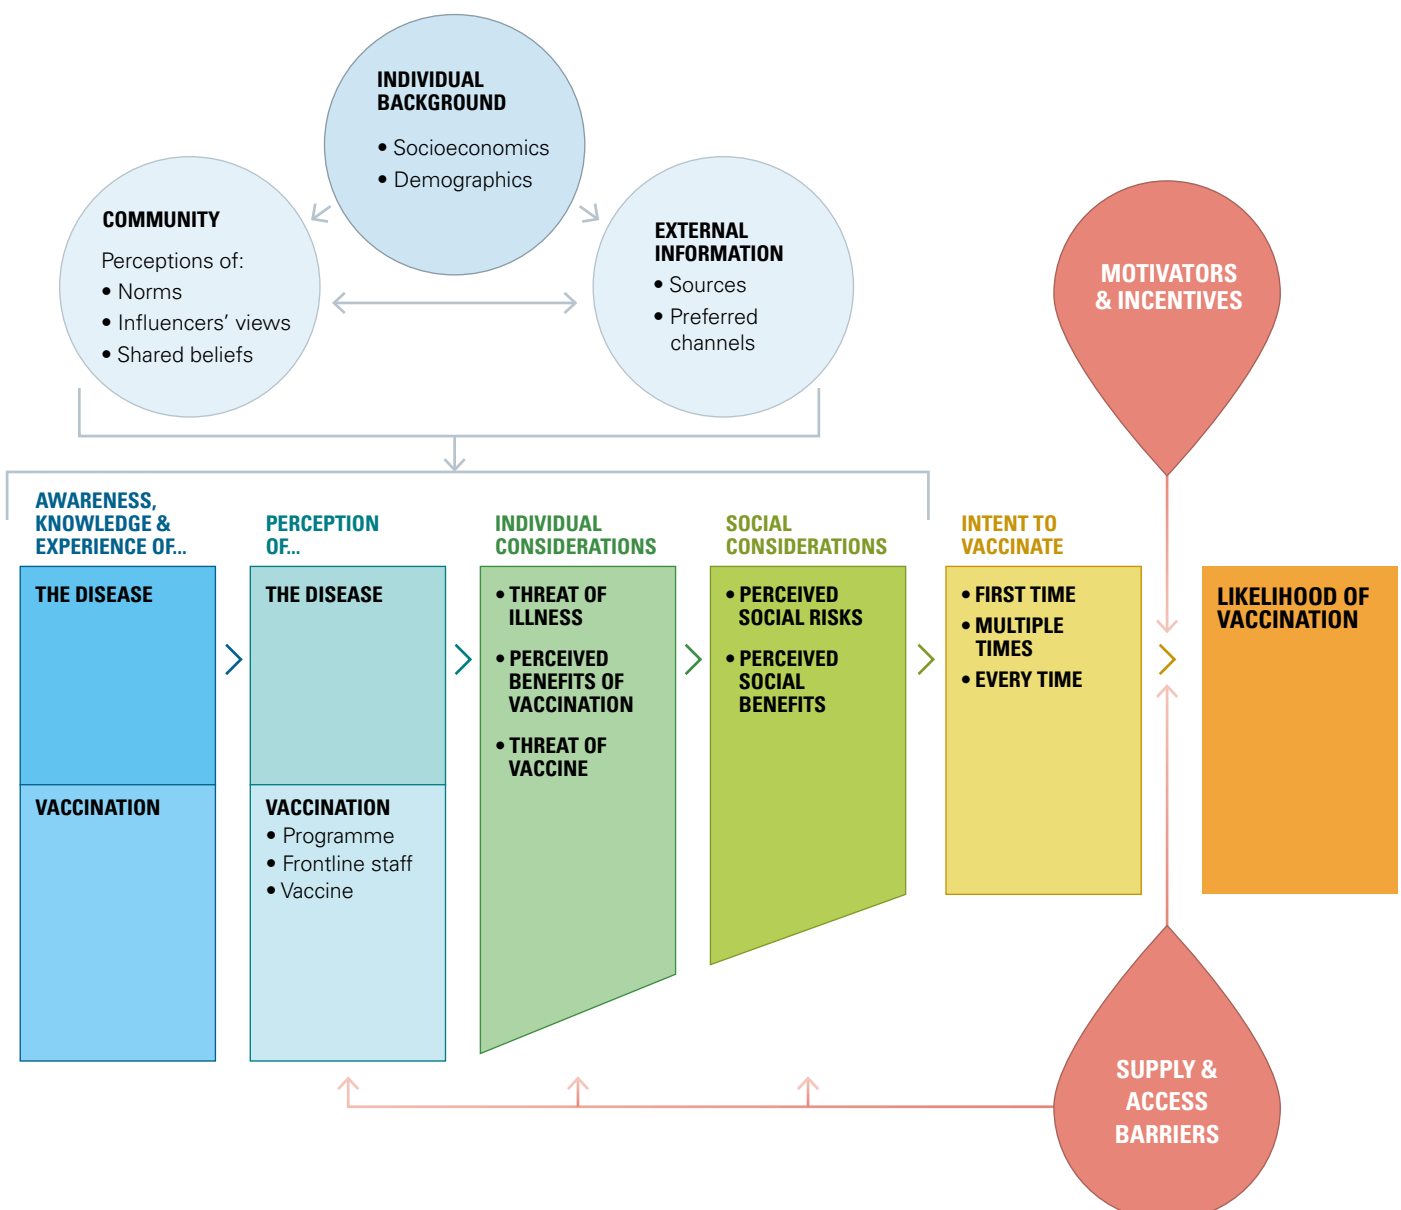 INDIVIDUAL
BACKGROUND
• Socioeconomics
• Demographics
COMMUNITY
Perceptions of:
• Norms
• Influencers’ views
• Shared beliefs
EXTERNAL
INFORMATION
• Sources
• Preferred
channels
MOTIVATORS
& INCENTIVES
AWARENESS,
KNOWLEDGE &
EXPERIENCE OF...
THE DISEASE
VACCINATION
PERCEPTION
OF...
THE DISEASE
VACCINATION
• Programme
• Frontline staff
• Vaccine
INDIVIDUAL
CONSIDERATIONS
• THREAT OF
ILLNESS
• PERCEIVED
BENEFITS OF
VACCINATION
• THREAT OF
VACCINE
SOCIAL
CONSIDERATIONS
• PERCEIVED
SOCIAL RISKS
• PERCEIVED
SOCIAL
BENEFITS
INTENT TO
VACCINATE
• FIRST TIME
• MULTIPLE
TIMES
• EVERY TIME
LIKELIHOOD OF
VACCINATION
SUPPLY &
ACCESS
BARRIERS